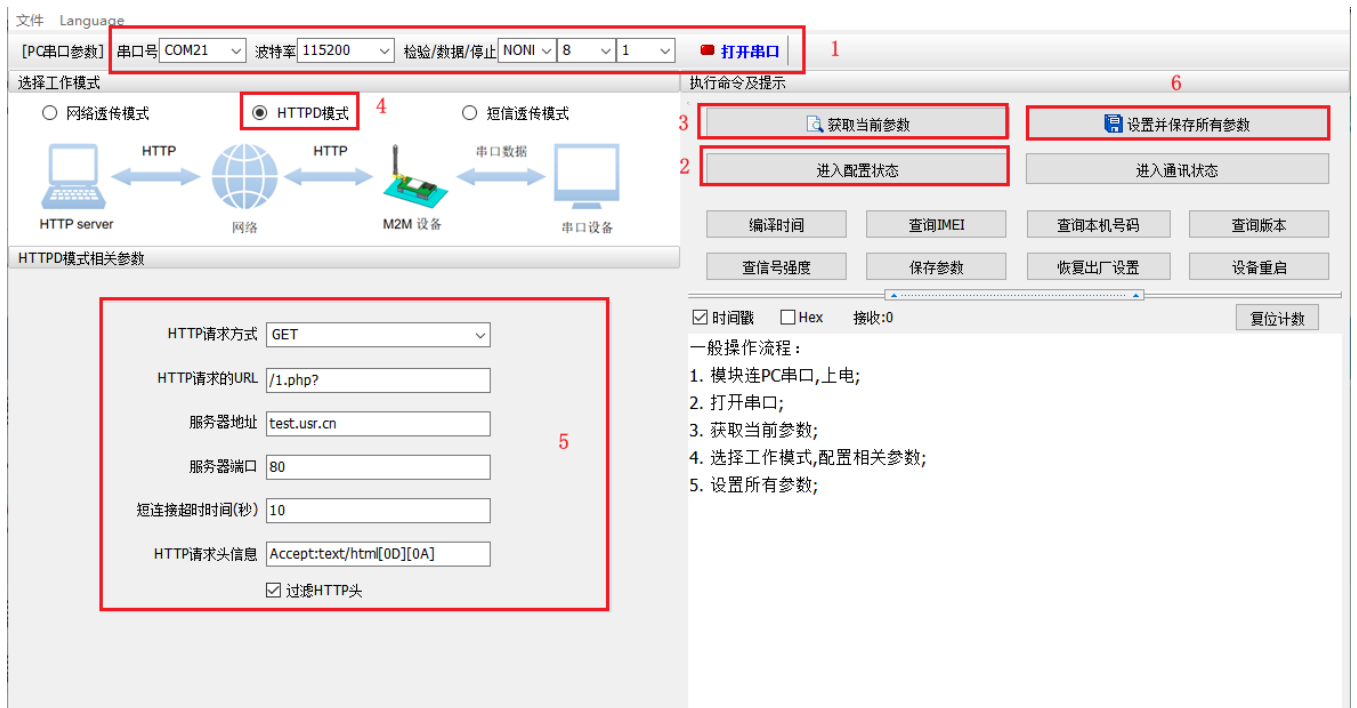 文件 Language
[PC串口参数] 串口号 COM21 波特率 115200 检验/数据/停止 NONI 8 1 打开串口 1
选择工作模式
网络透传模式 HTTPD模式 4 短信透传模式
HTTP HTTP 串口数据
HTTP server 网络 M2M 设备 串口设备
HTTPD模式相关参数
HTTP请求方式 GET
HTTP请求的URL /1.php?
服务器地址 test.usr.cn
5
服务器端口 80
短连接超时时间(秒) 10
HTTP请求头信息 Accept:text/html[0D][0A]
过滤HTTP头
执行命令及提示 6
3 获取当前参数 设置并保存所有参数
2 进入配置状态 进入通讯状态
编译时间 查询IMEI 查询本机号码 查询版本
查信号强度 保存参数 恢复出厂设置 设备重启
时间戳 Hex 接收:0 复位计数
一般操作流程:
1. 模块连PC串口,上电;
2. 打开串口;
3. 获取当前参数;
4. 选择工作模式,配置相关参数;
5. 设置所有参数;